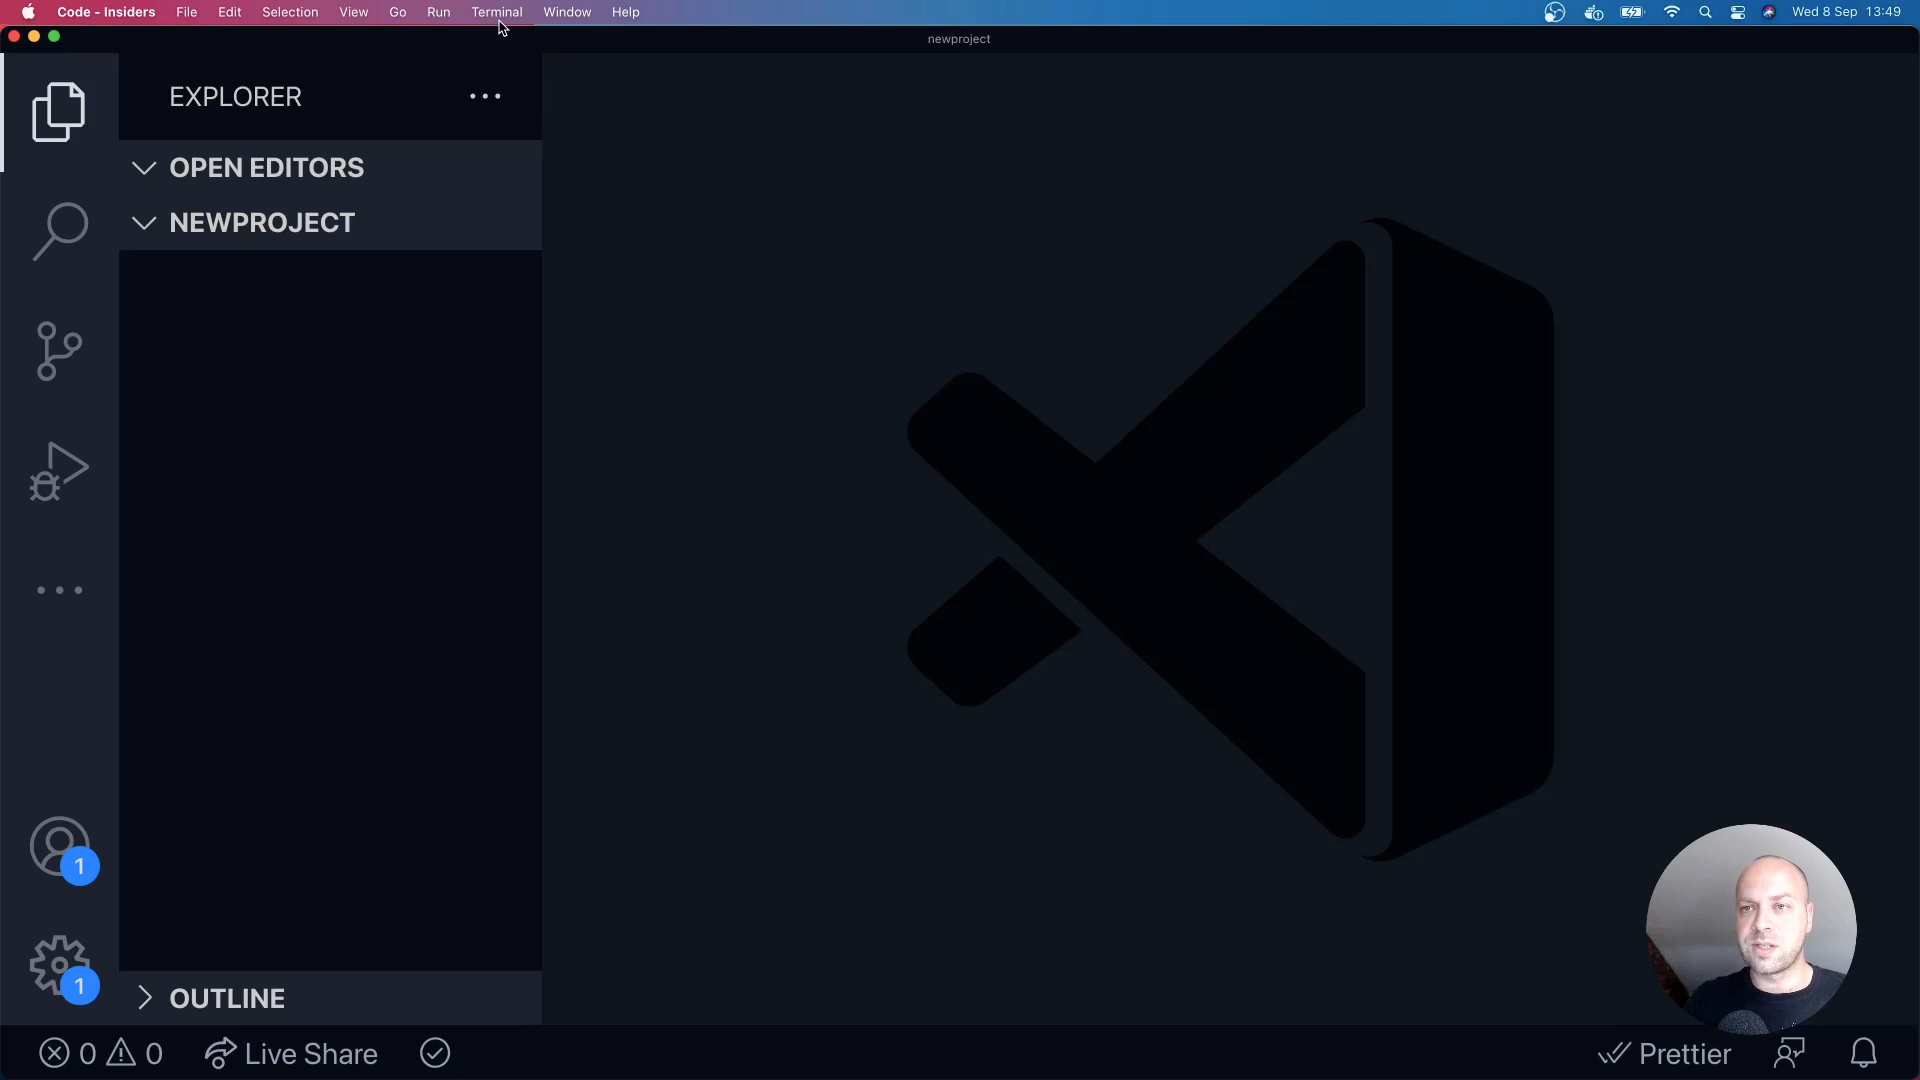 Code - Insiders File Edit Selection View Go Run Terminal Window Help Wed 8 Sep 13:49
newproject
EXPLORER
OPEN EDITORS
NEWPROJECT
1
1
OUTLINE
0 0 Live Share Prettier